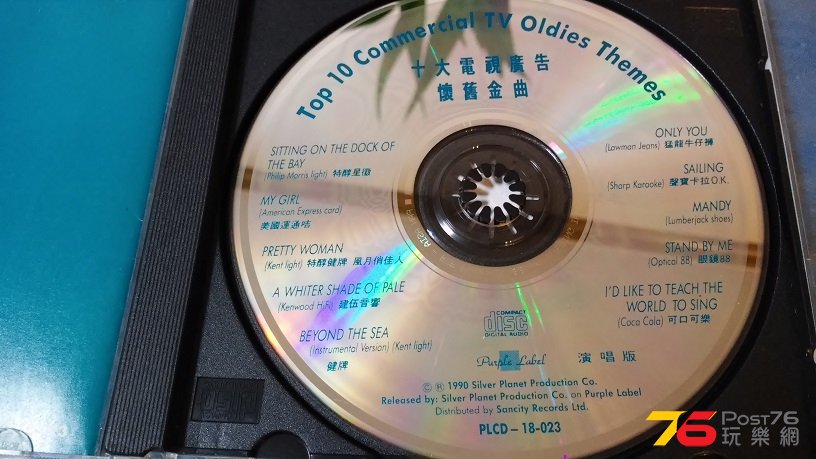 Top 10 Commercial TV Oldies Themes
十大電視廣告
懷舊金曲
SITTING ON THE DOCK OF
THE BAY
(Philip Morris light) 特醇星徽
MY GIRL
(American Express card)
美國運通咭
PRETTY WOMAN
(Kent light) 特醇健牌 風月俏佳人
A WHITER SHADE OF PALE
(Kenwood HiFi) 建伍音響
BEYOND THE SEA
(Instrumental Version) (Kent light)
健牌
ONLY YOU
(Lawman Jeans) 猛龍牛仔褲
SAILING
(Sharp Karaoke) 聲寶卡拉O.K.
MANDY
(Lumberjack shoes)
STAND BY ME
(Optical 88) 眼鏡88
I'D LIKE TO TEACH THE
WORLD TO SING
(Coca Cola) 可口可樂
COMPACT
disc
DIGITAL AUDIO
Purple Label
演唱版
© ℗ 1990 Silver Planet Production Co.
Released by: Silver Planet Production Co. on Purple Label
Distributed by Sancity Records Ltd.
PLCD-18-023
76 POST76
玩樂網